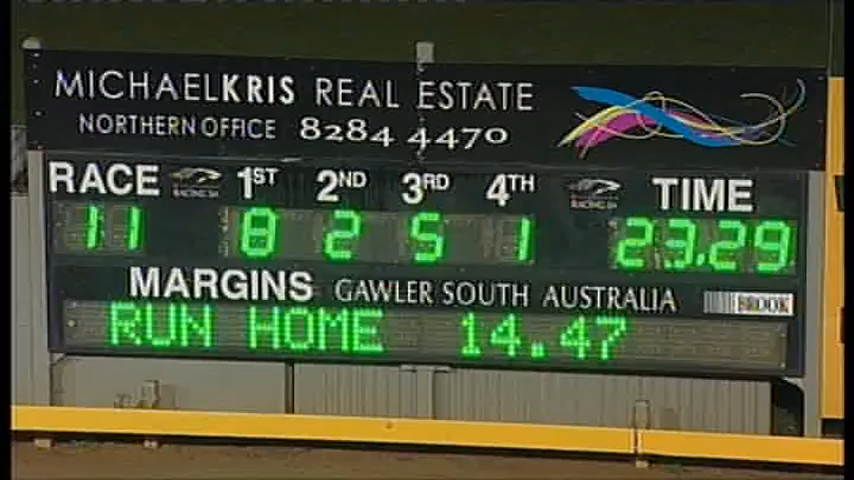 MICHAELKRIS REAL ESTATE
NORTHERN OFFICE 8284 4470
RACE 1ST 2ND 3RD 4TH TIME
11 8 2 5 1 23.29
MARGINS GAWLER SOUTH AUSTRALIA BROOK
RUN HOME 14.47